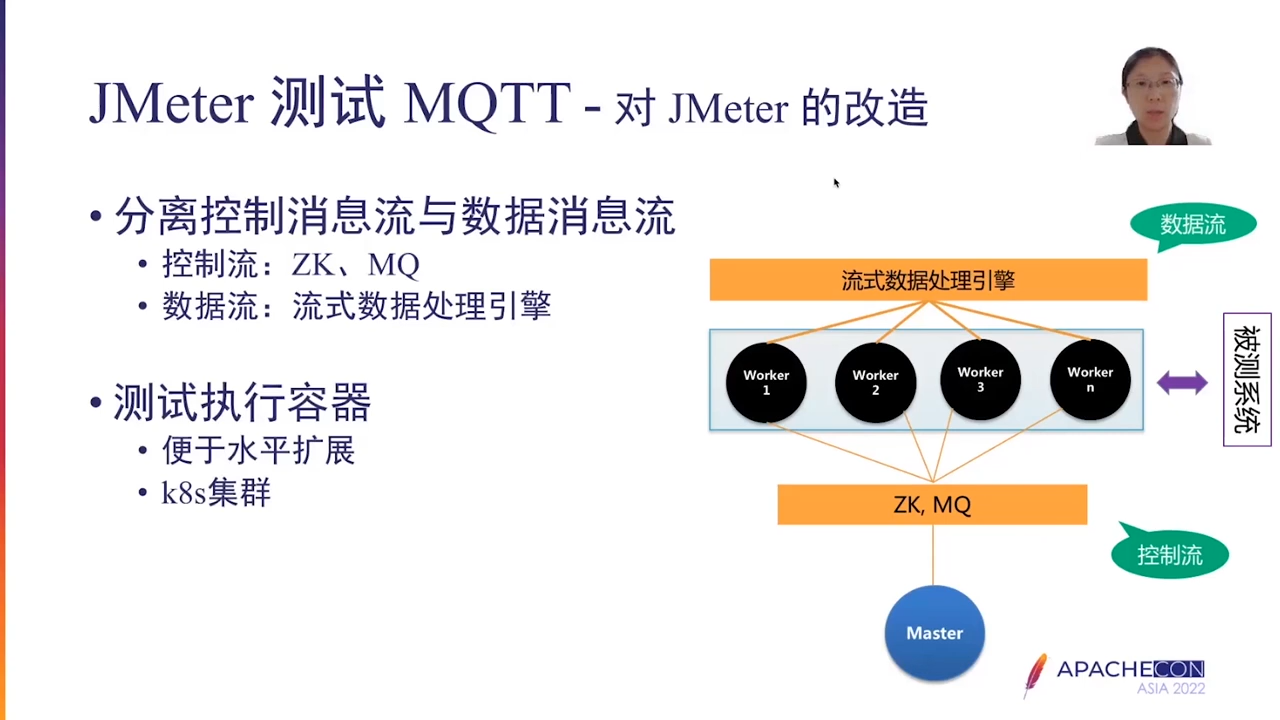 JMeter 测试 MQTT - 对 JMeter 的改造
• 分离控制消息流与数据消息流
• 控制流：ZK、MQ
• 数据流：流式数据处理引擎
• 测试执行容器
• 便于水平扩展
• k8s集群
数据流
流式数据处理引擎
Worker
1
Worker
2
Worker
3
Worker
n
被测系统
ZK, MQ
控制流
Master
APACHECON
ASIA 2022